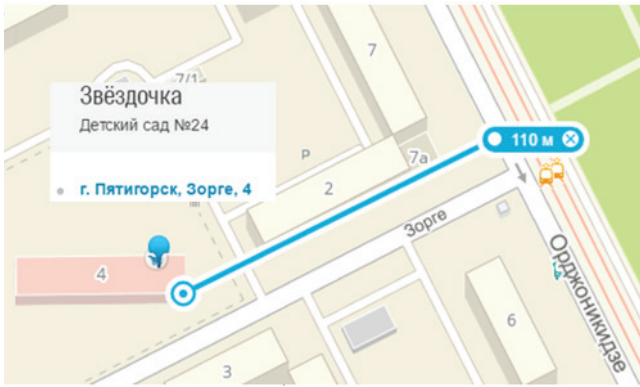 7
7/1
Звёздочка
Детский сад №24
110 м
Р
7а
г. Пятигорск, Зорге, 4
2
Зорге
4
Орджоникидзе
6
3